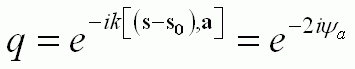 q = e^{-ik[(s-s_0),a]} = e^{-2iψ_a}